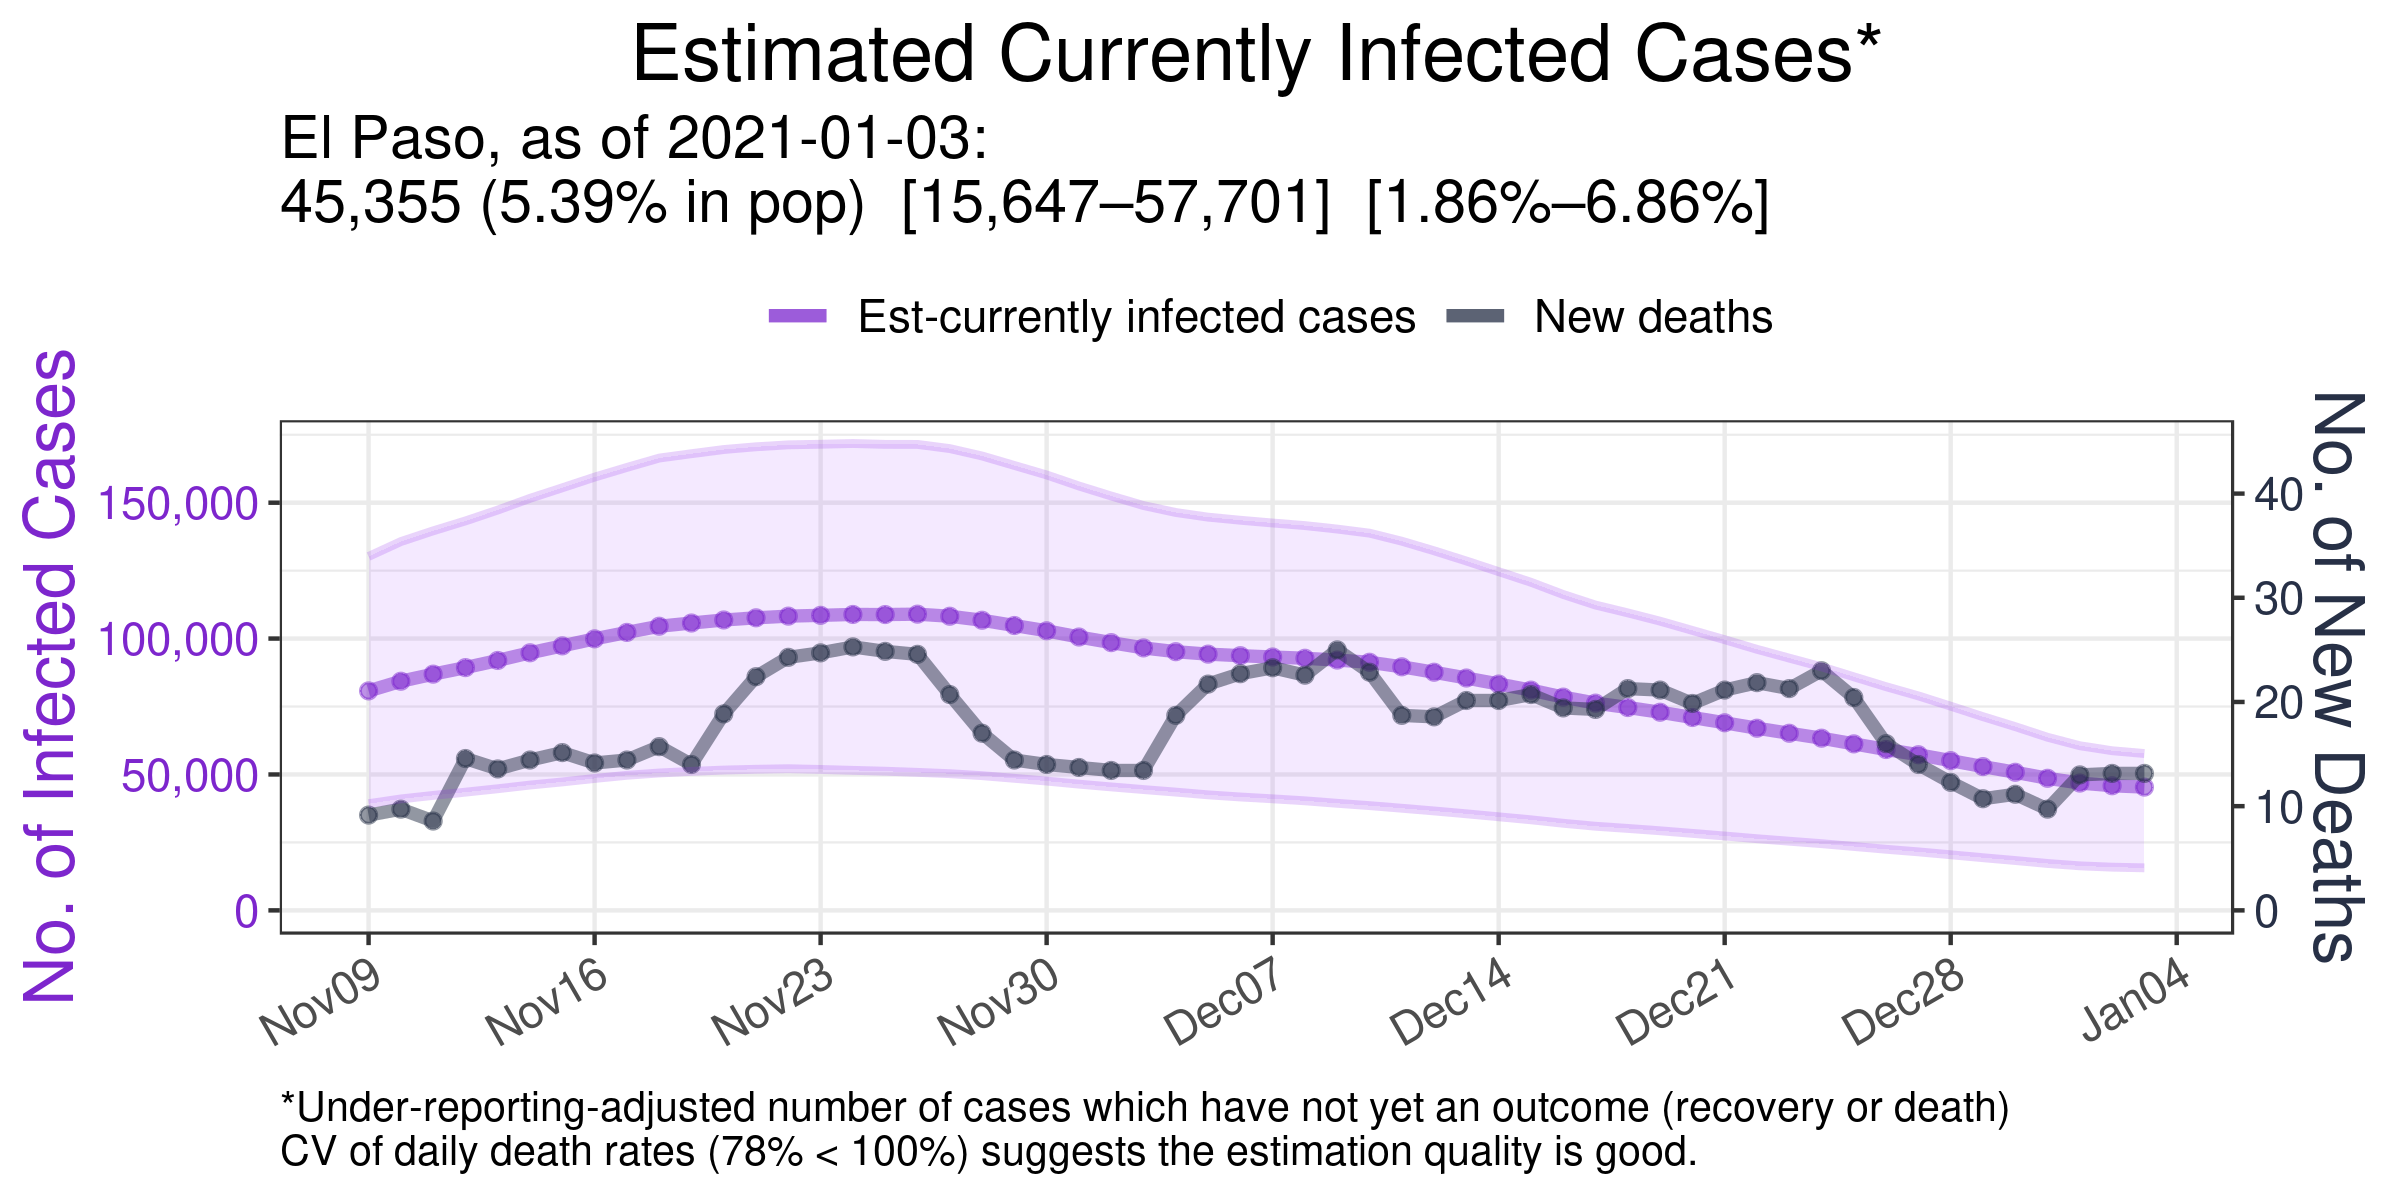 Estimated Currently Infected Cases*
El Paso, as of 2021-01-03:
45,355 (5.39% in pop)  [15,647–57,701]  [1.86%–6.86%]
Est-currently infected cases
New deaths
No. of Infected Cases
150,000
100,000
50,000
0
40
30
20
10
0
No. of New Deaths
Nov09
Nov16
Nov23
Nov30
Dec07
Dec14
Dec21
Dec28
Jan04
*Under-reporting-adjusted number of cases which have not yet an outcome (recovery or death)
CV of daily death rates (78% < 100%) suggests the estimation quality is good.